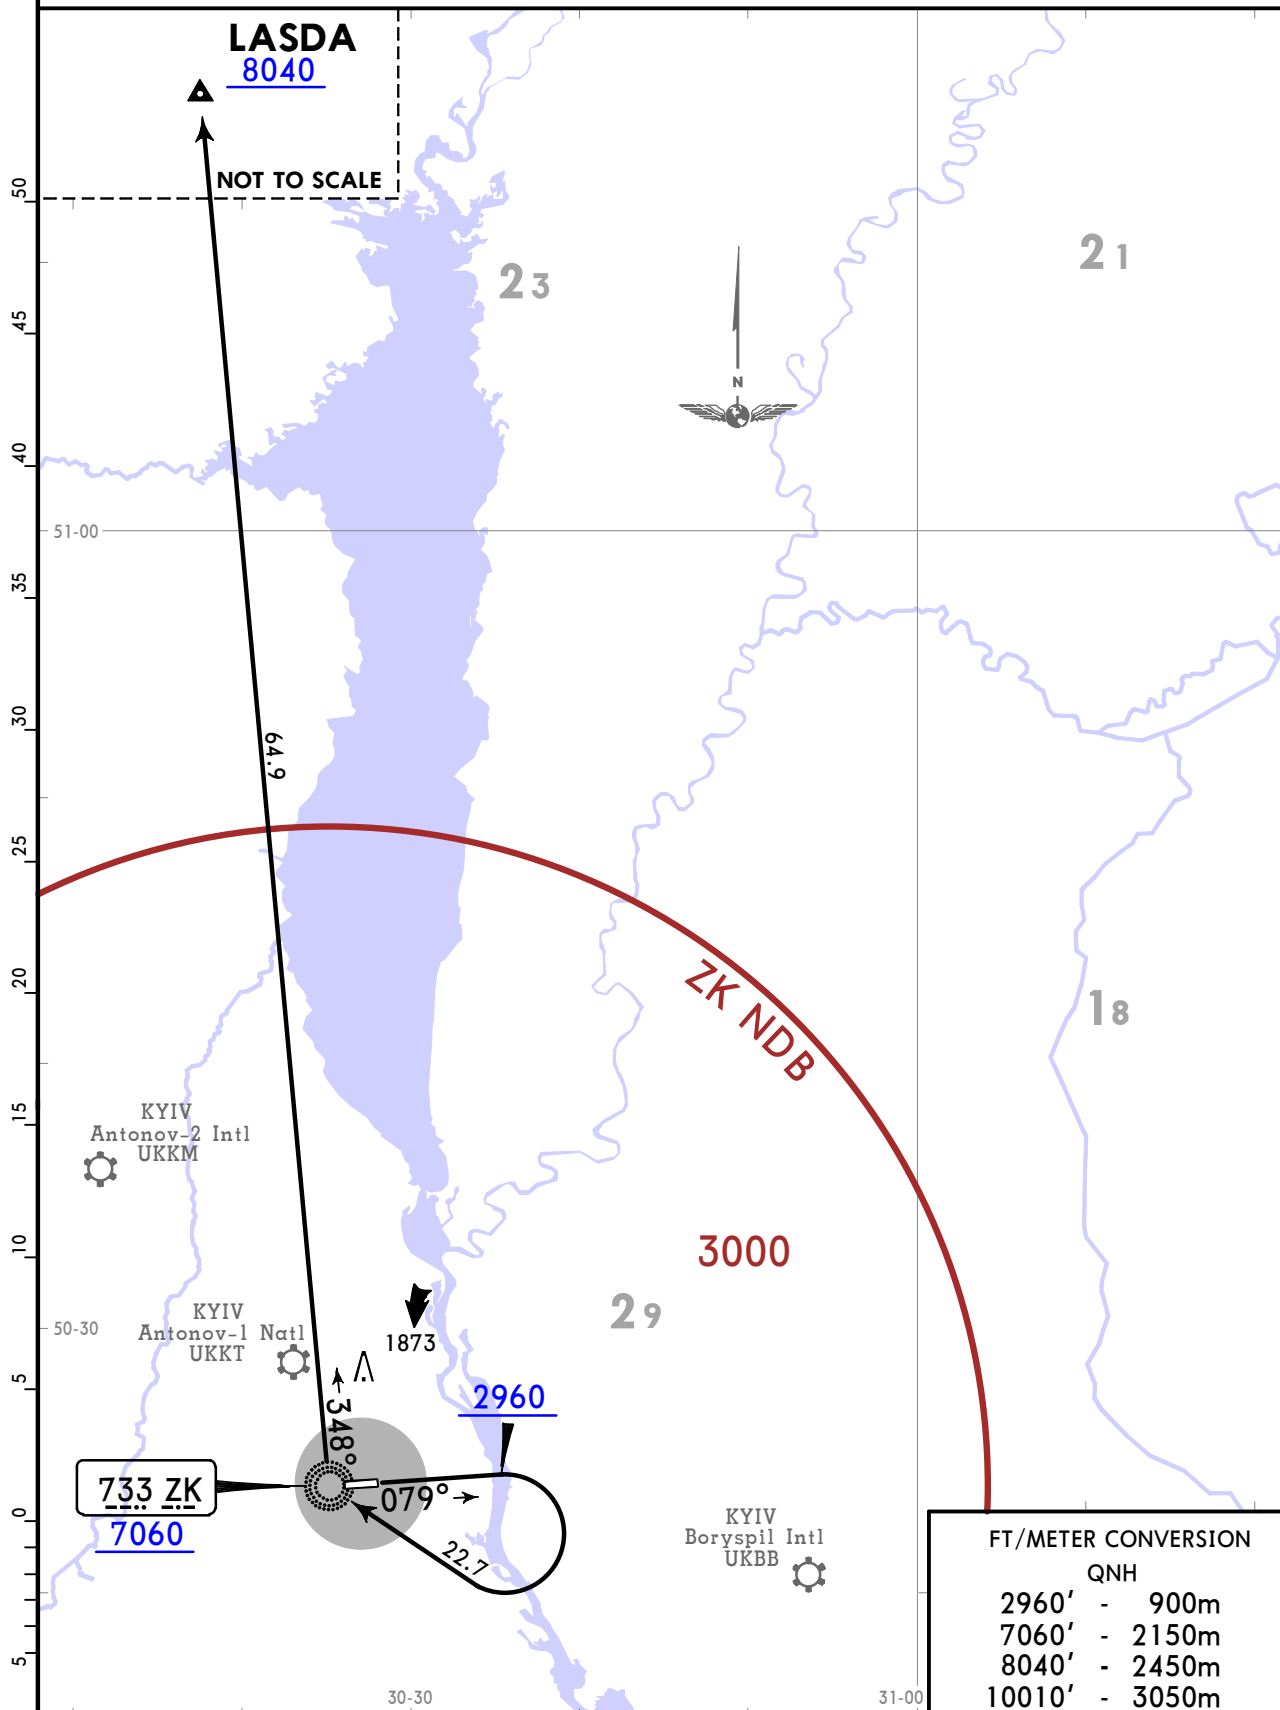 LASDA
8040
NOT TO SCALE
50
45
40
35
30
25
20
15
10
5
0
5
23
21
N
51-00
64.9
ZK NDB
18
KYIV
Antonov-2 Intl
UKKM
3000
29
KYIV
Antonov-1 Natl
UKKT
50-30
1873
2960
348°
079°
733 ZK
7060
22.7
KYIV
Boryspil Intl
UKBB
30-30
31-00
FT/METER CONVERSION
QNH
2960' - 900m
7060' - 2150m
8040' - 2450m
10010' - 3050m